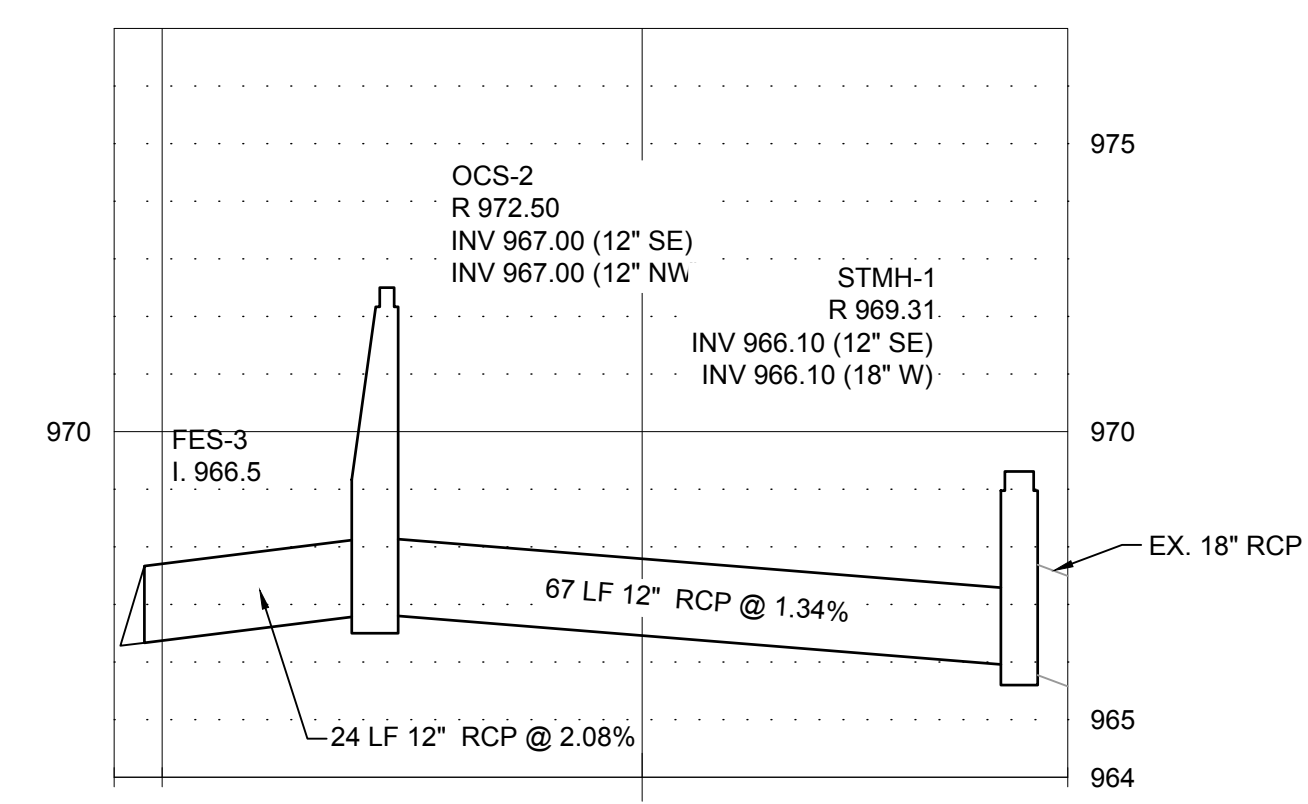 975
OCS-2
R 972.50
INV 967.00 (12" SE)
INV 967.00 (12" NW
STMH-1
R 969.31
INV 966.10 (12" SE)
INV 966.10 (18" W)
970
970
FES-3
I. 966.5
EX. 18" RCP
67 LF 12" RCP @ 1.34%
24 LF 12" RCP @ 2.08%
965
964